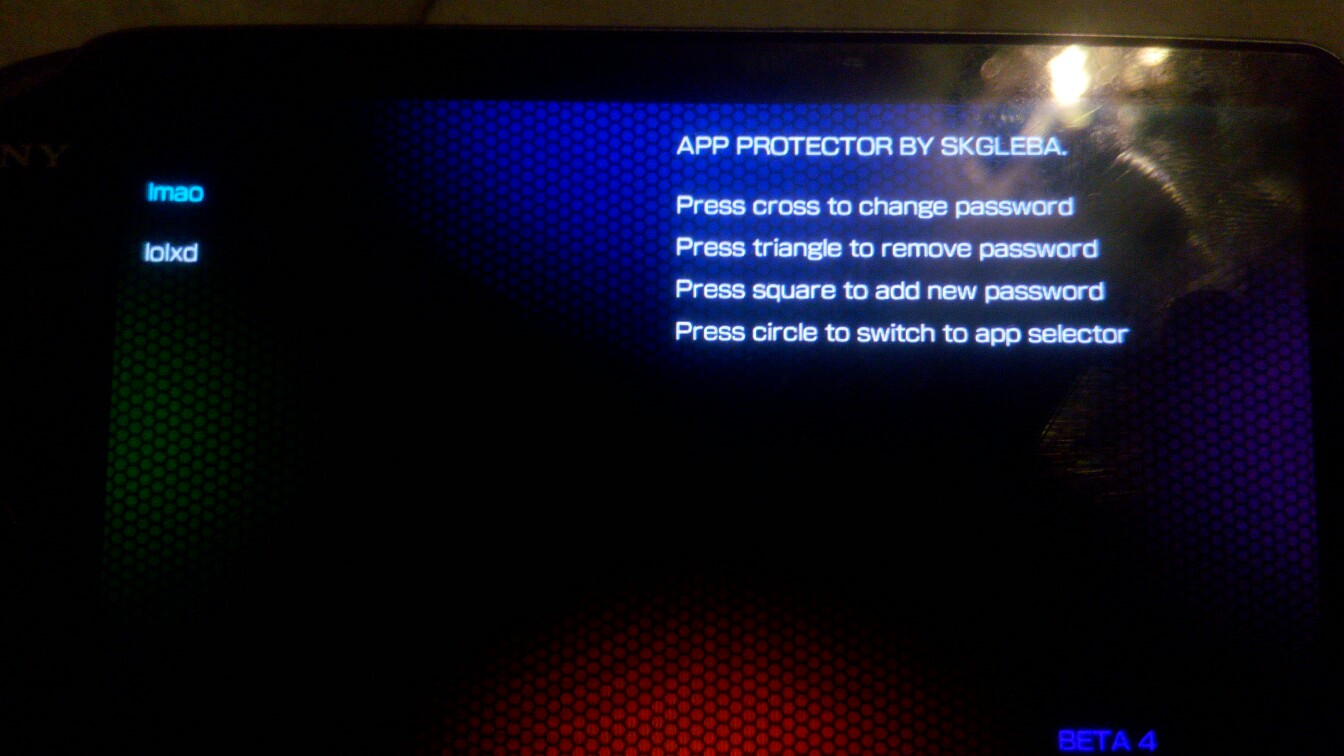 NY
lmao
lolxd
APP PROTECTOR BY SKGLEBA.
Press cross to change password
Press triangle to remove password
Press square to add new password
Press circle to switch to app selector
BETA 4